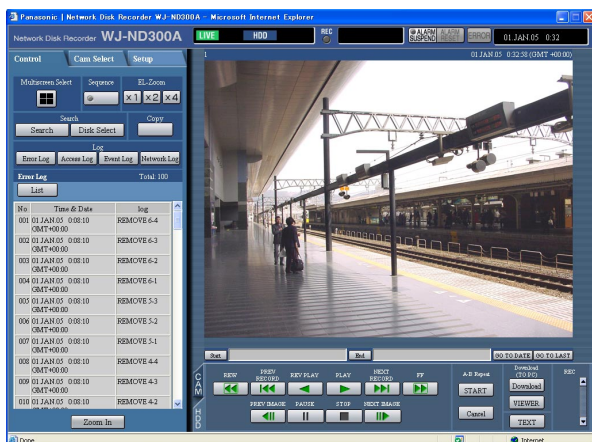 Panasonic | Network Disk Recorder WJ-ND300A - Microsoft Internet Explorer
Network Disk Recorder WJ-ND300A
LIVE HDD REC ALARM SUSPEND ALARM RESET ERROR 01.JAN.05 0:32
Control Cam Select Setup
1 01.JAN.05 0:32:58 (GMT +00:00)
Multiscreen Select Sequence EL-Zoom
x1 x2 x4
Search Copy
Search Disk Select
Log
Error Log Access Log Event Log Network Log
Error Log Total: 100
List
No Time & Date log
001 01.JAN.05 0:08:10 REMOVE 6-4
GMT+00:00
002 01.JAN.05 0:08:10 REMOVE 6-3
GMT+00:00
003 01.JAN.05 0:08:10 REMOVE 6-2
GMT+00:00
004 01.JAN.05 0:08:10 REMOVE 6-1
GMT+00:00
005 01.JAN.05 0:08:10 REMOVE 5-3
GMT+00:00
006 01.JAN.05 0:08:10 REMOVE 5-2
GMT+00:00
007 01.JAN.05 0:08:10 REMOVE 5-1
GMT+00:00
008 01.JAN.05 0:08:10 REMOVE 4-4
GMT+00:00
009 01.JAN.05 0:08:10 REMOVE 4-3
GMT+00:00
010 01.JAN.05 0:08:10 REMOVE 4-2
GMT+00:00
Zoom In
Start End GO TO DATE GO TO LAST
CAM
HDD
REW PREV RECORD REV PLAY PLAY NEXT RECORD FF
PREV IMAGE PAUSE STOP NEXT IMAGE
A-B Repeat
START
Cancel
Download (TO PC)
Download
VIEWER
TEXT
REC
Done Internet